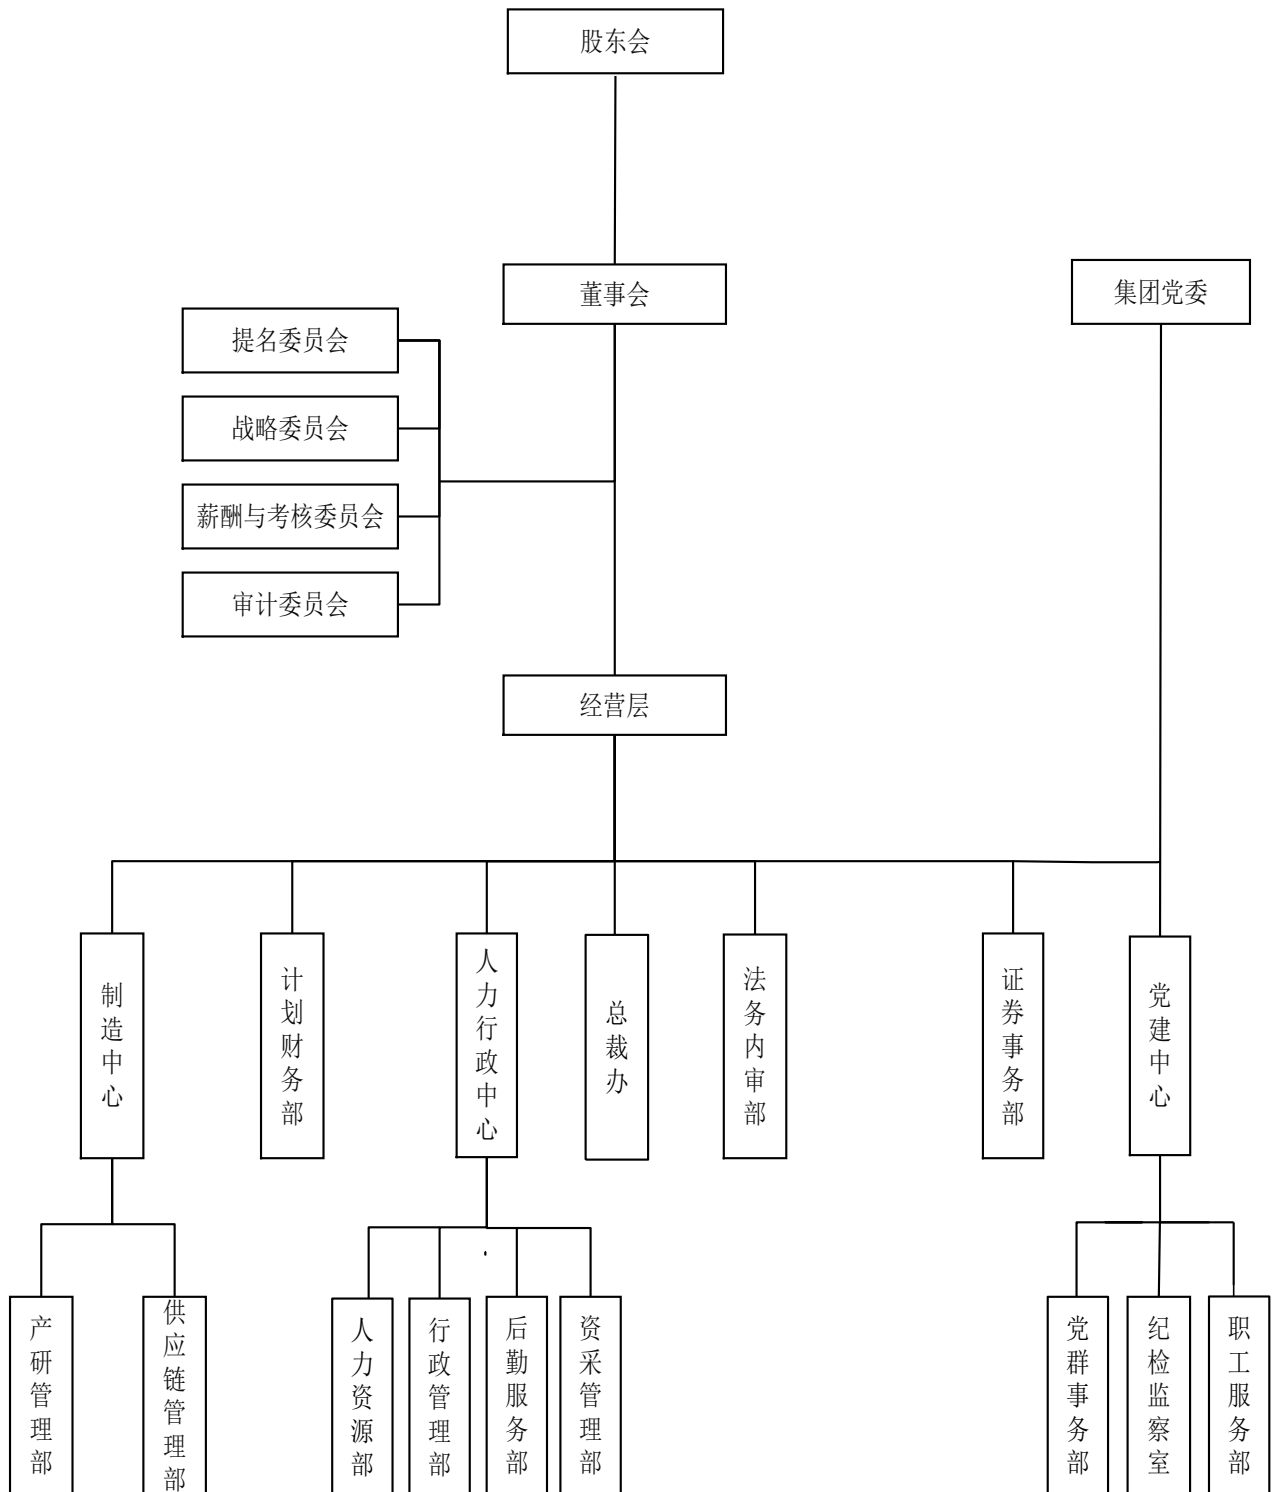 股东会
董事会
集团党委
提名委员会
战略委员会
薪酬与考核委员会
审计委员会
经营层
制造中心
计划财务部
人力行政中心
总裁办
法务内审部
证券事务部
党建中心
产研管理部
供应链管理部
人力资源部
行政管理部
后勤服务部
资采管理部
党群事务部
纪检监察室
职工服务部